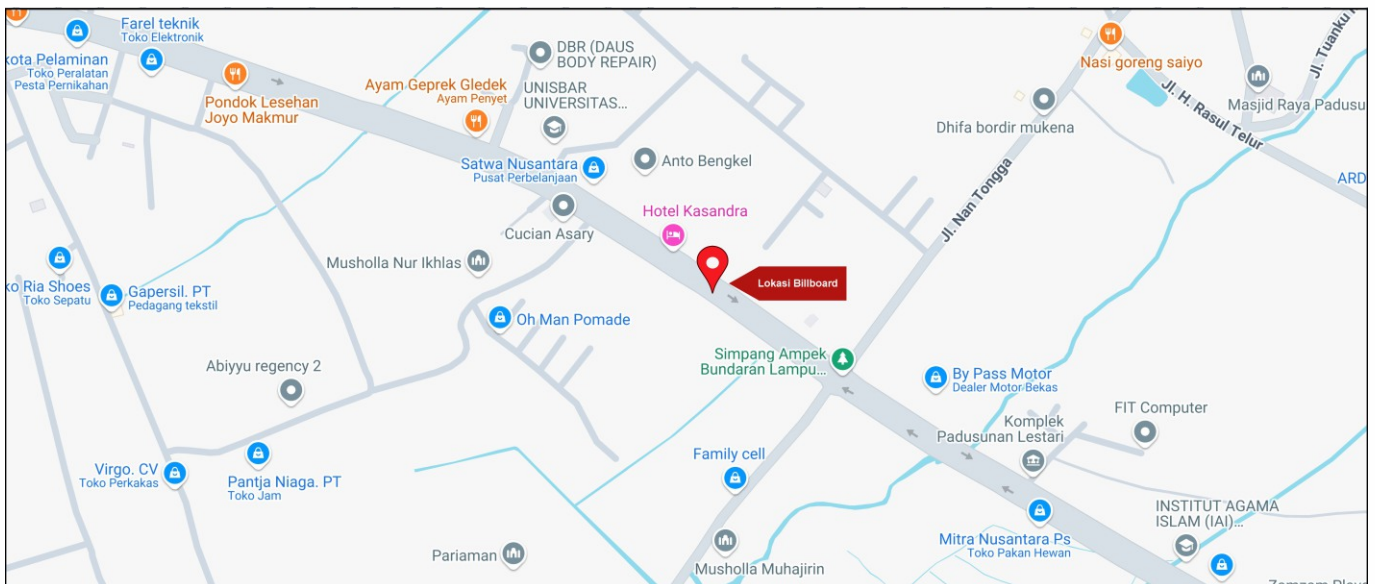 Farel teknik
Toko Elektronik
kota Pelaminan
Toko Peralatan
Pesta Pernikahan
Pondok Lesehan
Joyo Makmur
Ayam Geprek Gledek
Ayam Penyet
DBR (DAUS
BODY REPAIR)
UNISBAR
UNIVERSITAS...
Satwa Nusantara
Pusat Perbelanjaan
Anto Bengkel
Cucian Asary
Hotel Kasandra
Musholla Nur Ikhlas
Lokasi Billboard
Nasi goreng saiyo
Jl. Tuanku
Masjid Raya Padusu
Jl. H. Rasul Telur
Dhifa bordir mukena
ARD
Jl. Nan Tongga
ko Ria Shoes
Toko Sepatu
Gapersil. PT
Pedagang tekstil
Oh Man Pomade
Abiyyu regency 2
Simpang Ampek
Bundaran Lampu...
By Pass Motor
Dealer Motor Bekas
FIT Computer
Komplek
Padusunan Lestari
Virgo. CV
Toko Perkakas
Pantja Niaga. PT
Toko Jam
Family cell
INSTITUT AGAMA
ISLAM (IAI)...
Mitra Nusantara Ps
Toko Pakan Hewan
Pariaman
Musholla Muhajirin